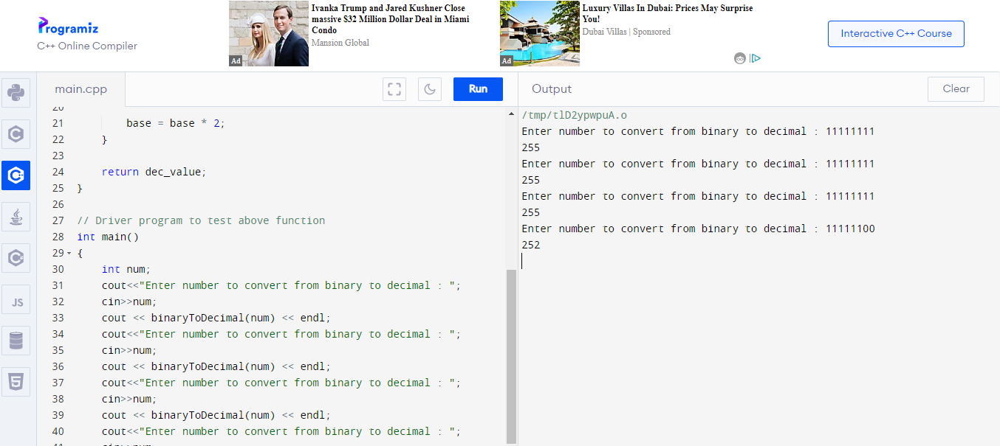 Programiz
C++ Online Compiler
Ad
Ivanka Trump and Jared Kushner Close
massive $32 Million Dollar Deal in Miami
Condo
Mansion Global
Ad
Luxury Villas In Dubai: Prices May Surprise
You!
Dubai Villas | Sponsored
Interactive C++ Course
main.cpp
Run
Output
Clear
JS
20
21 base = base * 2;
22 }
23
24 return dec_value;
25 }
26
27 // Driver program to test above function
28 int main()
29 {
30 int num;
31 cout<<"Enter number to convert from binary to decimal : ";
32 cin>>num;
33 cout << binaryToDecimal(num) << endl;
34 cout<<"Enter number to convert from binary to decimal : ";
35 cin>>num;
36 cout << binaryToDecimal(num) << endl;
37 cout<<"Enter number to convert from binary to decimal : ";
38 cin>>num;
39 cout << binaryToDecimal(num) << endl;
40 cout<<"Enter number to convert from binary to decimal : ";
/tmp/tlD2ypwpuA.o
Enter number to convert from binary to decimal : 11111111
255
Enter number to convert from binary to decimal : 11111111
255
Enter number to convert from binary to decimal : 11111111
255
Enter number to convert from binary to decimal : 11111100
252